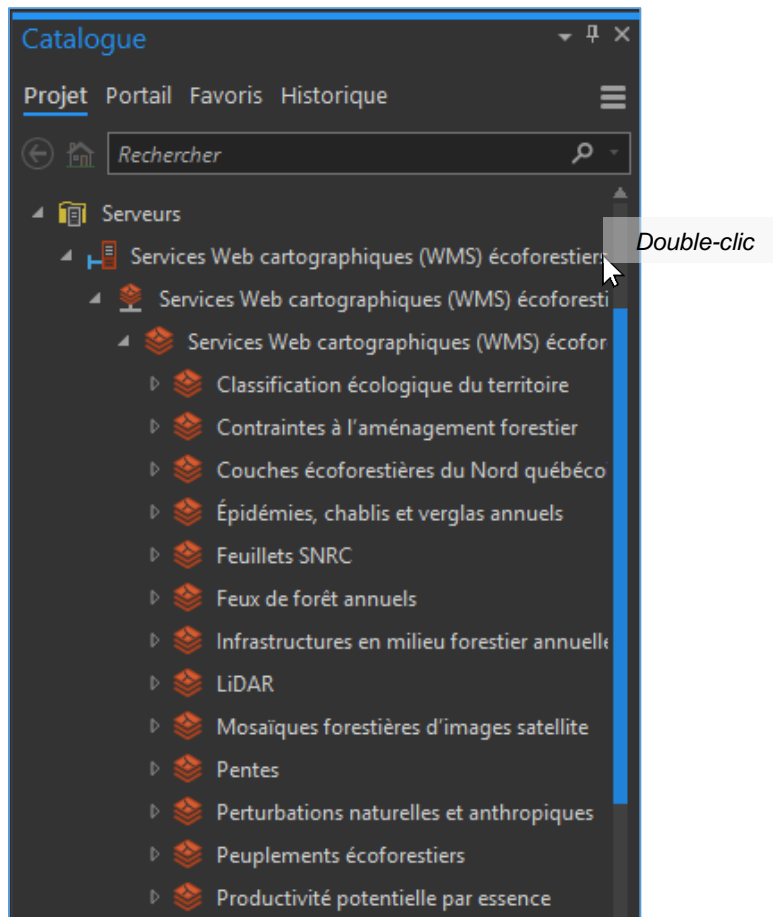 Catalogue
Projet Portail Favoris Historique
Rechercher
Serveurs
Services Web cartographiques (WMS) écoforestiers
Double-clic
Services Web cartographiques (WMS) écoforesti
Services Web cartographiques (WMS) écofor
Classification écologique du territoire
Contraintes à l’aménagement forestier
Couches écoforestières du Nord québéco
Épidémies, chablis et verglas annuels
Feuillets SNRC
Feux de forêt annuels
Infrastructures en milieu forestier annuelle
LiDAR
Mosaïques forestières d’images satellite
Pentes
Perturbations naturelles et anthropiques
Peuplements écoforestiers
Productivité potentielle par essence